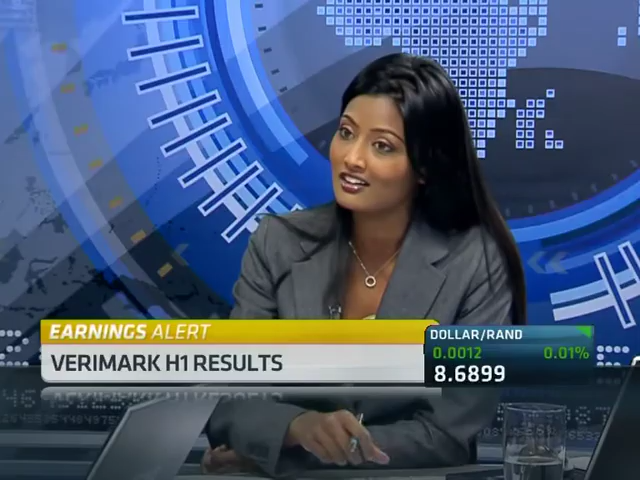 EARNINGS ALERT
VERIMARK H1 RESULTS
DOLLAR/RAND
0.0012 0.01%
8.6899